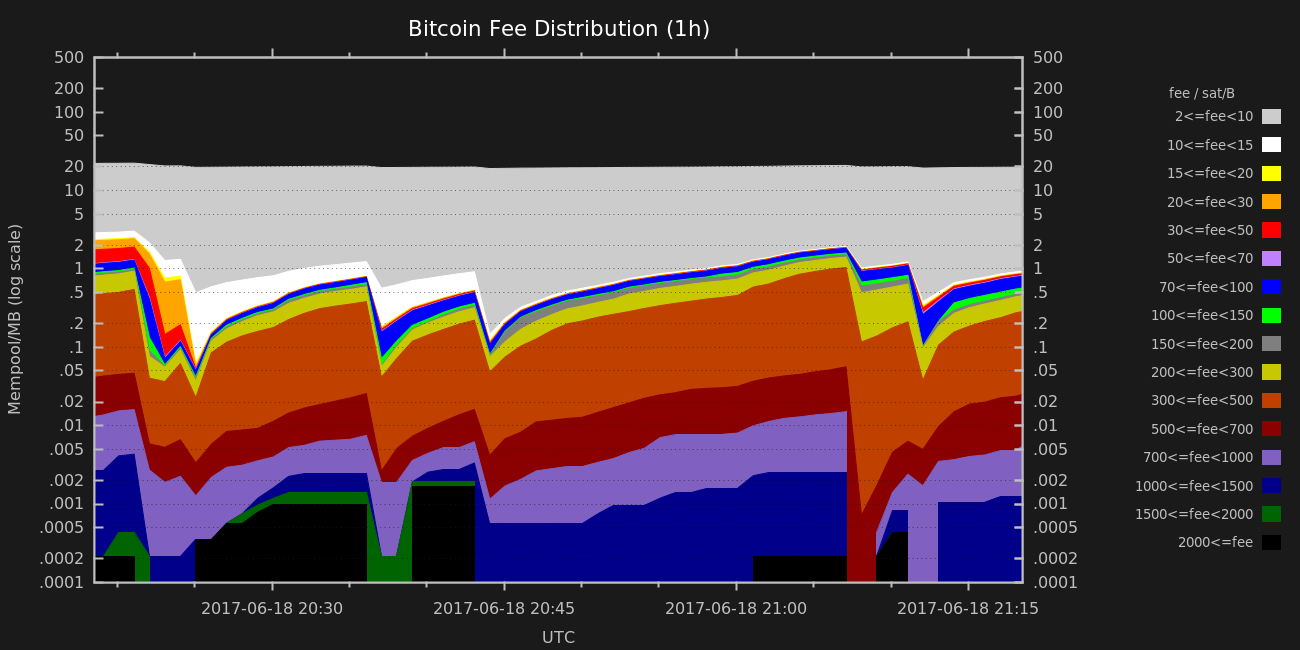 Bitcoin Fee Distribution (1h)
500 500
200 200
100 100
50 50
20 20
10 10
5 5
2 2
1 1
.5 .5
.2 .2
.1 .1
.05 .05
.02 .02
.01 .01
.005 .005
.002 .002
.001 .001
.0005 .0005
.0002 .0002
.0001 .0001
Mempool/MB (log scale)
2017-06-18 20:30 2017-06-18 20:45 2017-06-18 21:00 2017-06-18 21:15
UTC
fee / sat/B
2<=fee<10
10<=fee<15
15<=fee<20
20<=fee<30
30<=fee<50
50<=fee<70
70<=fee<100
100<=fee<150
150<=fee<200
200<=fee<300
300<=fee<500
500<=fee<700
700<=fee<1000
1000<=fee<1500
1500<=fee<2000
2000<=fee